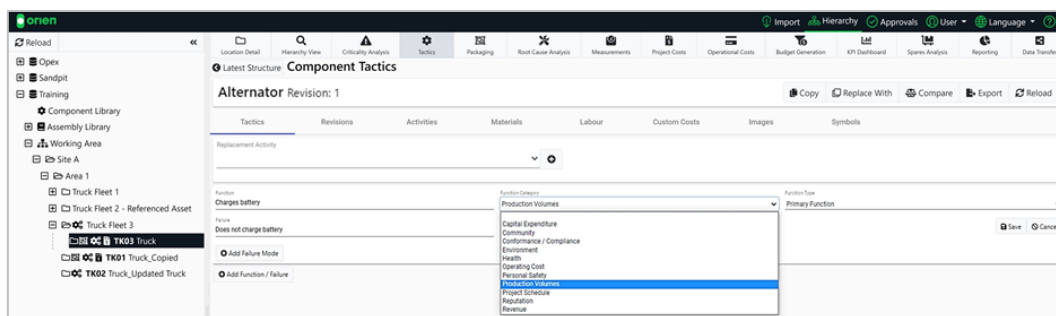 orien
Import Hierarchy Approvals User Language
Reload «
Location Detail Hierarchy View Criticality Analysis Tactics Packaging Root Cause Analysis Measurements Project Costs Operational Costs Budget Generation KPI Dashboard Spares Analysis Reporting Data Transfe
Opex
Sandpit
Training
Component Library
Assembly Library
Working Area
Site A
Area 1
Truck Fleet 1
Truck Fleet 2 - Referenced Asset
Truck Fleet 3
TK03 Truck
TK01 Truck_Copied
TK02 Truck_Updated Truck
Latest Structure Component Tactics
Alternator Revision: 1
Copy Replace With Compare Export Reload
Tactics Revisions Activities Materials Labour Custom Costs Images Symbols
Replacement Activity
Function Function Category Function Type
Charges battery Production Volumes Primary Function
Failure
Does not charge battery
Save Cance
Add Failure Mode
Add Function / Failure
Capital Expenditure
Community
Conformance / Compliance
Environment
Health
Operating Cost
Personal Safety
Production Volumes
Project Schedule
Reputation
Revenue